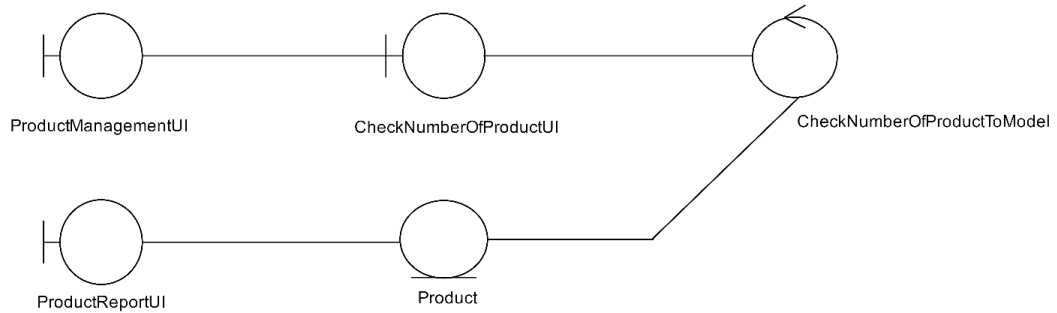 ProductManagementUI
CheckNumberOfProductUI
CheckNumberOfProductToModel
ProductReportUI
Product